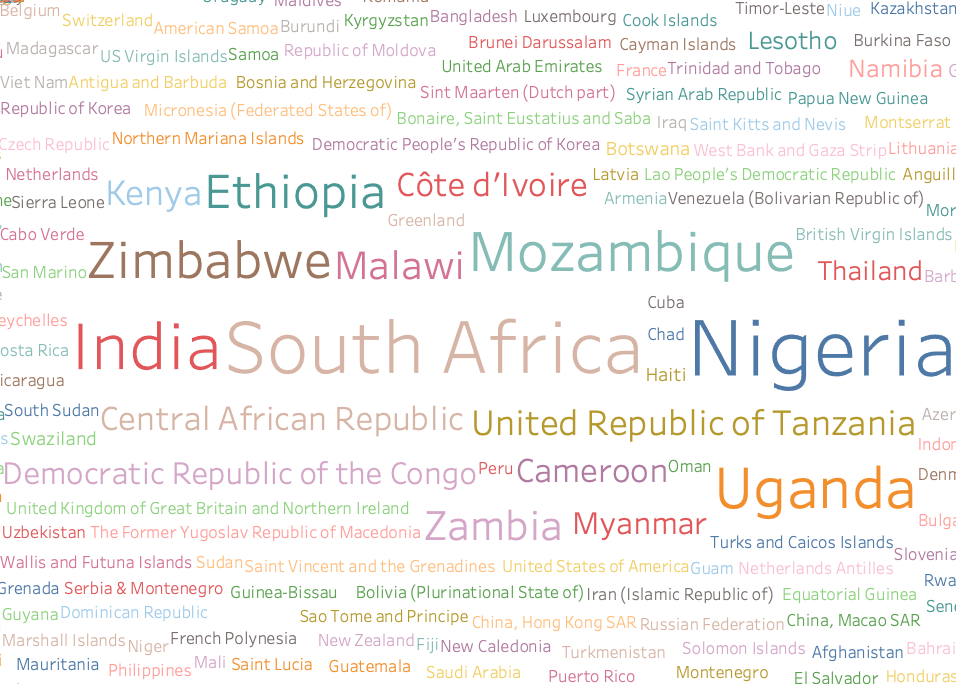 Uruguay Maldives Romania
Belgium Switzerland American Samoa Burundi Kyrgyzstan Bangladesh Luxembourg Cook Islands Timor-Leste Niue Kazakhstan
Madagascar US Virgin Islands Samoa Republic of Moldova Brunei Darussalam Cayman Islands Lesotho Burkina Faso
Viet Nam Antigua and Barbuda Bosnia and Herzegovina United Arab Emirates France Trinidad and Tobago Namibia
Republic of Korea Micronesia (Federated States of) Sint Maarten (Dutch part) Syrian Arab Republic Papua New Guinea
Czech Republic Northern Mariana Islands Bonaire, Saint Eustatius and Saba Iraq Saint Kitts and Nevis Montserrat
Democratic People's Republic of Korea Botswana West Bank and Gaza Strip Lithuania
Netherlands Kenya Ethiopia Côte d'Ivoire Latvia Lao People's Democratic Republic Anguill
Sierra Leone Greenland Armenia Venezuela (Bolivarian Republic of) Mor
Cabo Verde Zimbabwe Malawi Mozambique British Virgin Islands
San Marino Thailand Barb
Cuba
eychelles India South Africa Chad Nigeria
osta Rica
icaragua Haiti
South Sudan Central African Republic United Republic of Tanzania Azer
Swaziland Indon
Democratic Republic of the Congo Peru Cameroon Oman Uganda Denm
United Kingdom of Great Britain and Northern Ireland Zambia Myanmar Bulga
Uzbekistan The Former Yugoslav Republic of Macedonia Turks and Caicos Islands
Wallis and Futuna Islands Sudan Saint Vincent and the Grenadines United States of America Guam Netherlands Antilles Slovenia
Grenada Serbia & Montenegro Guinea-Bissau Bolivia (Plurinational State of) Iran (Islamic Republic of) Equatorial Guinea Rwa
Guyana Dominican Republic Sao Tome and Principe China, Hong Kong SAR Russian Federation China, Macao SAR Sene
Marshall Islands Niger French Polynesia New Zealand Fiji New Caledonia Turkmenistan Solomon Islands Afghanistan Bahrai
Mauritania Philippines Mali Saint Lucia Guatemala Saudi Arabia Puerto Rico Montenegro El Salvador Honduras